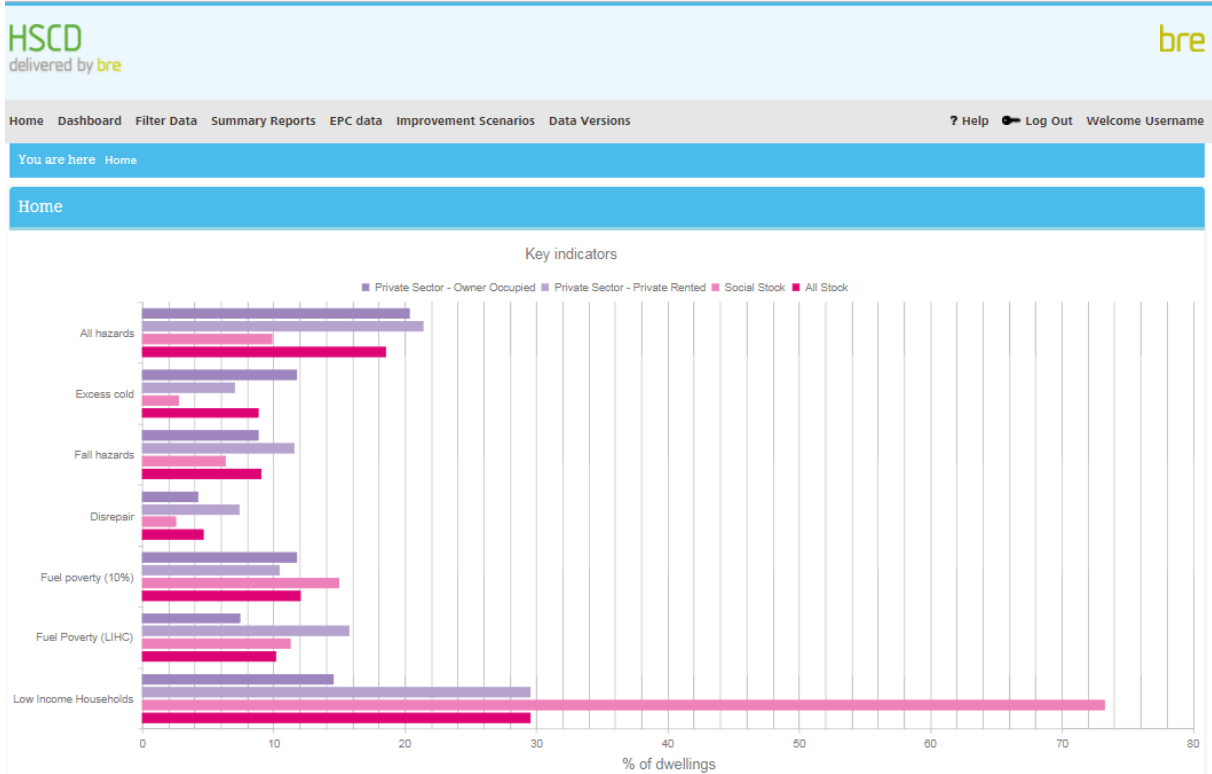 HSCD
delivered by bre
bre
Home Dashboard Filter Data Summary Reports EPC data Improvement Scenarios Data Versions ? Help Log Out Welcome Username
You are here Home
Home
Key indicators
Private Sector - Owner Occupied Private Sector - Private Rented Social Stock All Stock
All hazards
Excess cold
Fall hazards
Disrepair
Fuel poverty (10%)
Fuel Poverty (LIHC)
Low Income Households
0 10 20 30 40 50 60 70 80
% of dwellings